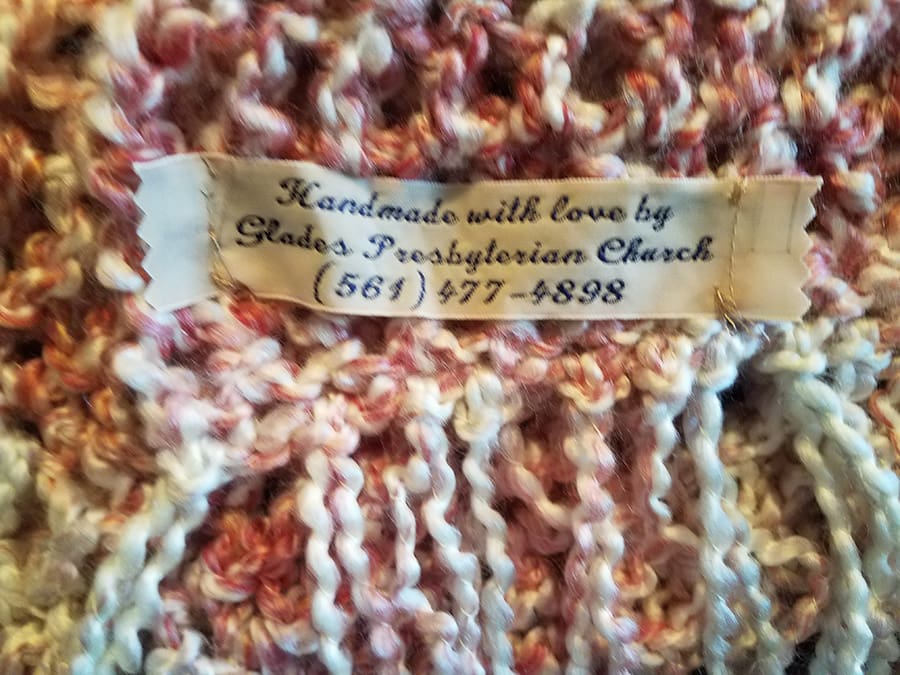 Handmade with love by
Glades Presbyterian Church
(561) 477-4898